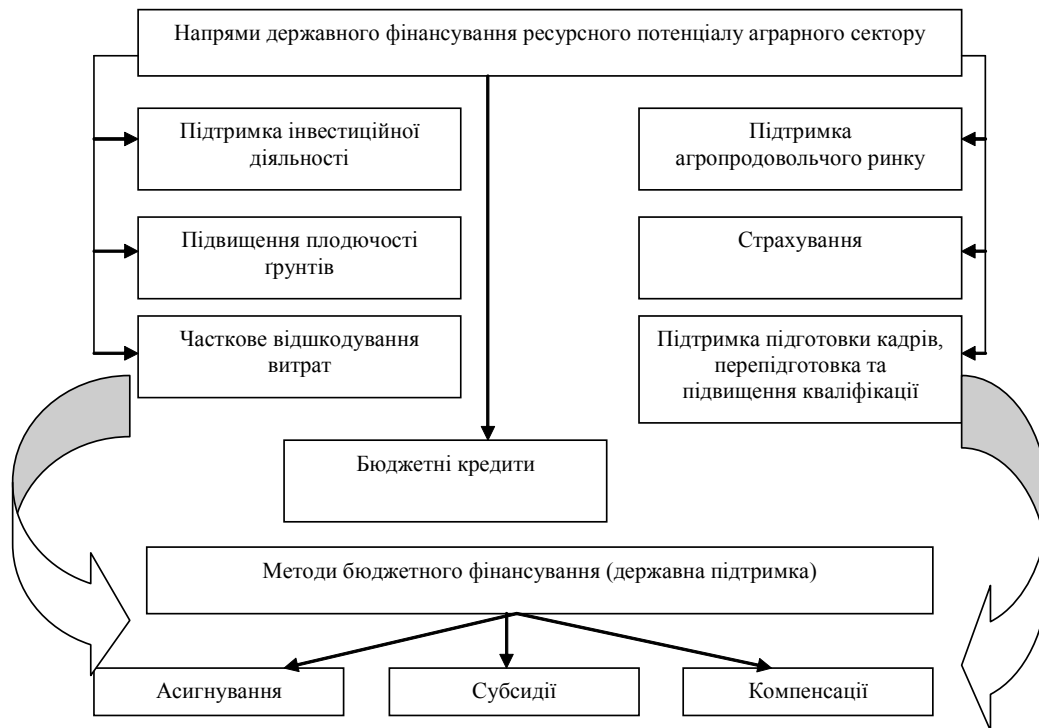 Напрями державного фінансування ресурсного потенціалу аграрного сектору
Підтримка інвестиційної
діяльності
Підтримка
агропродовольчого ринку
Підвищення плодючості
ґрунтів
Страхування
Часткове відшкодування
витрат
Підтримка підготовки кадрів,
перепідготовка та
підвищення кваліфікації
Бюджетні кредити
Методи бюджетного фінансування (державна підтримка)
Асигнування
Субсидії
Компенсації